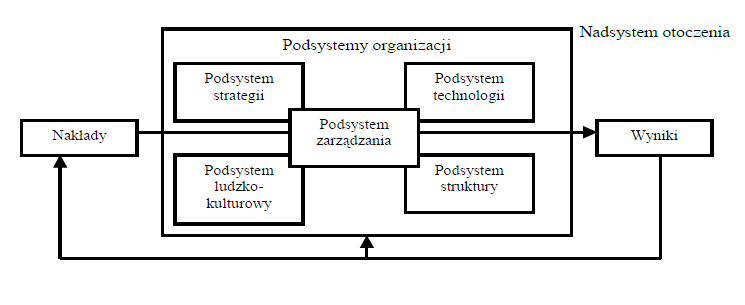 Nadsystem otoczenia
Podsystemy organizacji
Podsystem
strategii
Podsystem
technologii
Nakłady
Podsystem
zarządzania
Wyniki
Podsystem
ludzko-
kulturowy
Podsystem
struktury